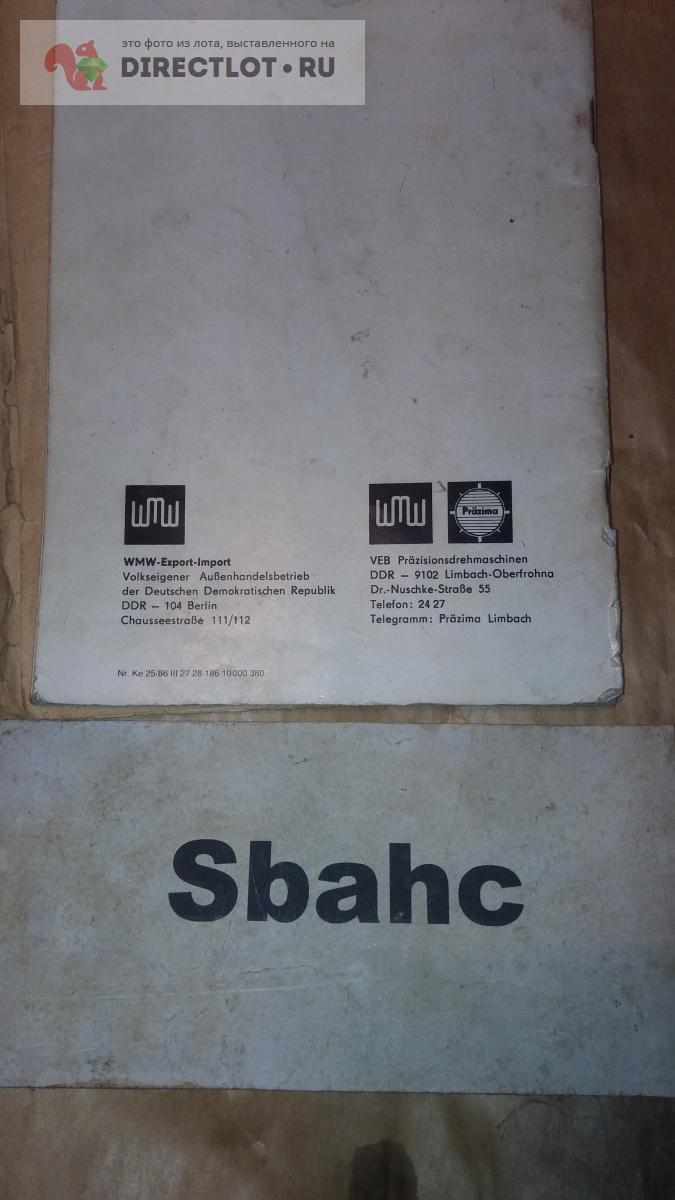 это фото из лота, выставленного на
DIRECTLOT•RU
wmw
WMW-Export-Import
Volkseigener Außenhandelsbetrieb
der Deutschen Demokratischen Republik
DDR — 104 Berlin
Chausseestraße 111/112
wmw
Präzima
VEB Präzisionsdrehmaschinen
DDR — 9102 Limbach-Oberfrohna
Dr.-Nuschke-Straße 55
Telefon: 24 27
Telegramm: Präzima Limbach
Nr. Ke 25/86 III 27 28 186 10000 380
Sbahc